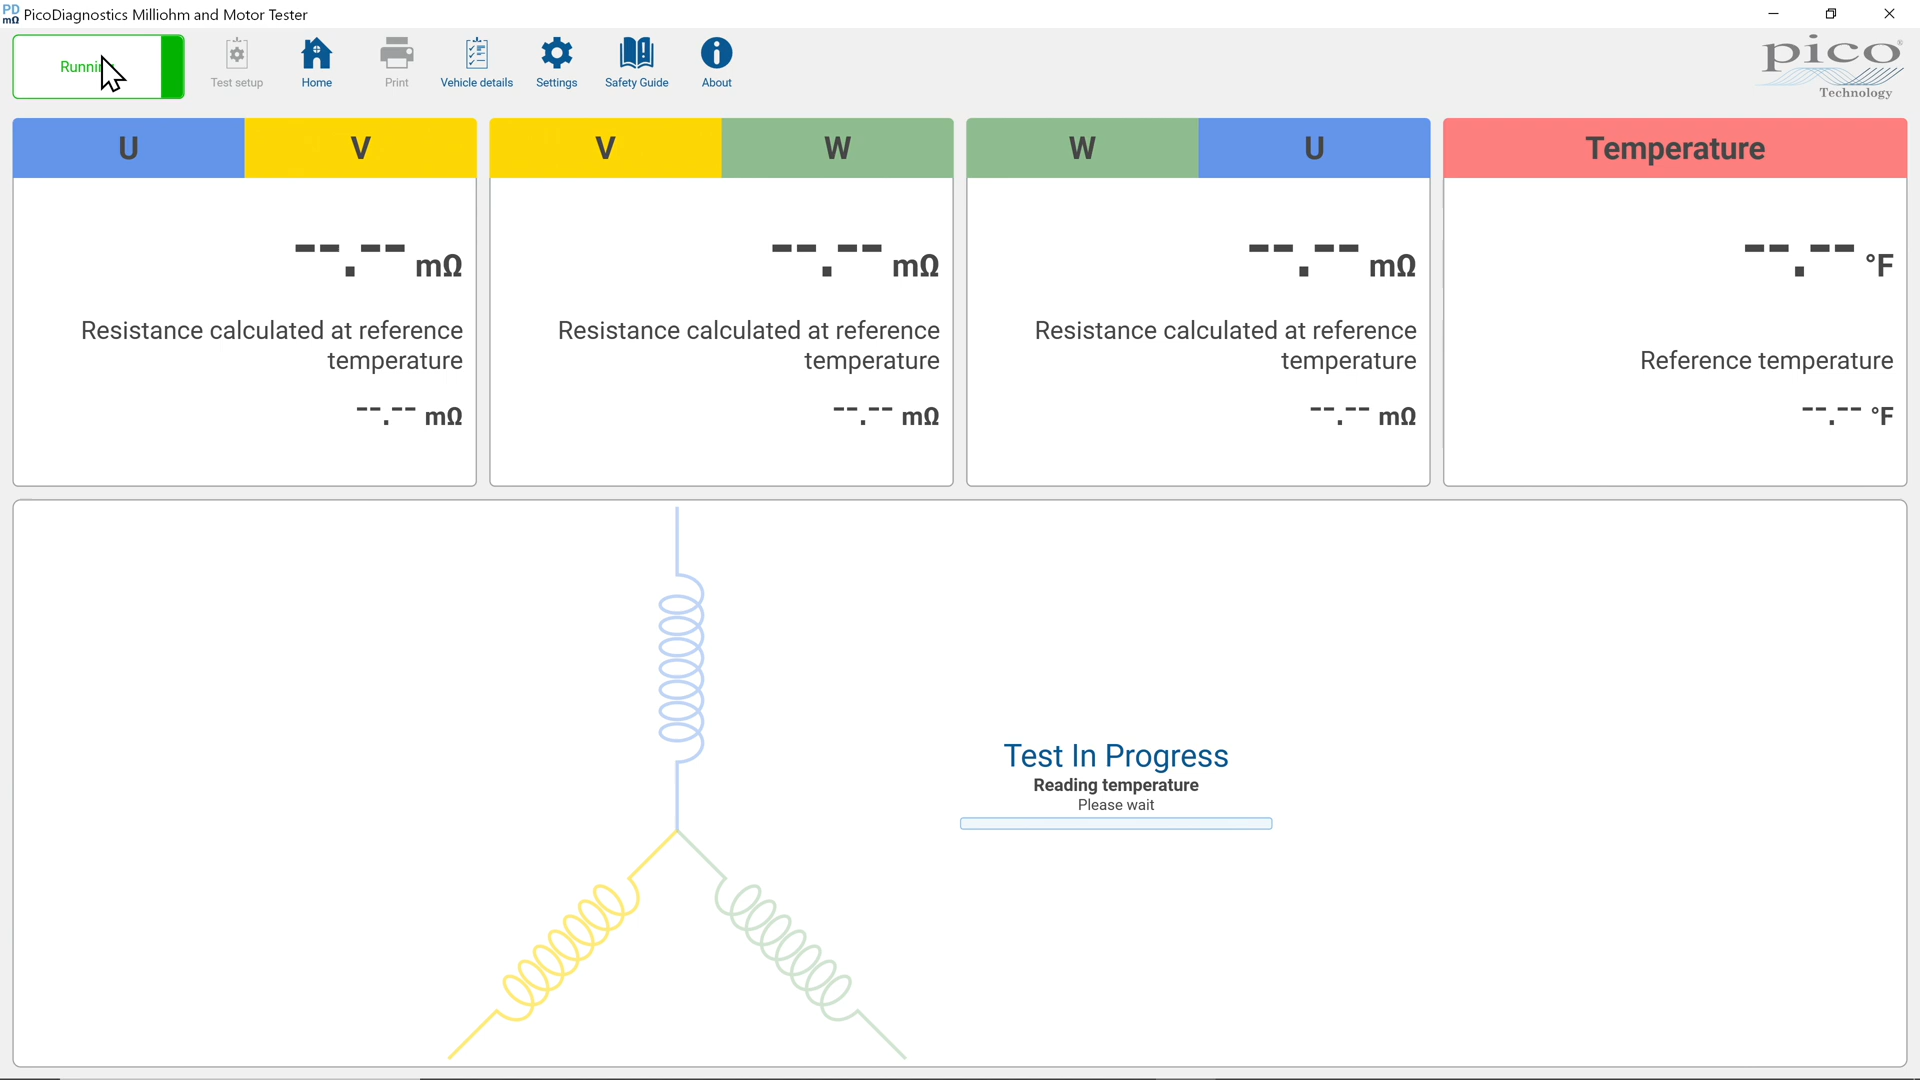 PD
mΩ
PicoDiagnostics Milliohm and Motor Tester
Test setup
Home
Print
Vehicle details
Settings
Safety Guide
About
pico®
Technology
U V
V W
W U
Temperature
--.-- mΩ
--.-- mΩ
--.-- mΩ
--.-- °F
Resistance calculated at reference
temperature
Resistance calculated at reference
temperature
Resistance calculated at reference
temperature
Reference temperature
--.-- mΩ
--.-- mΩ
--.-- mΩ
--.-- °F
Test In Progress
Reading temperature
Please wait